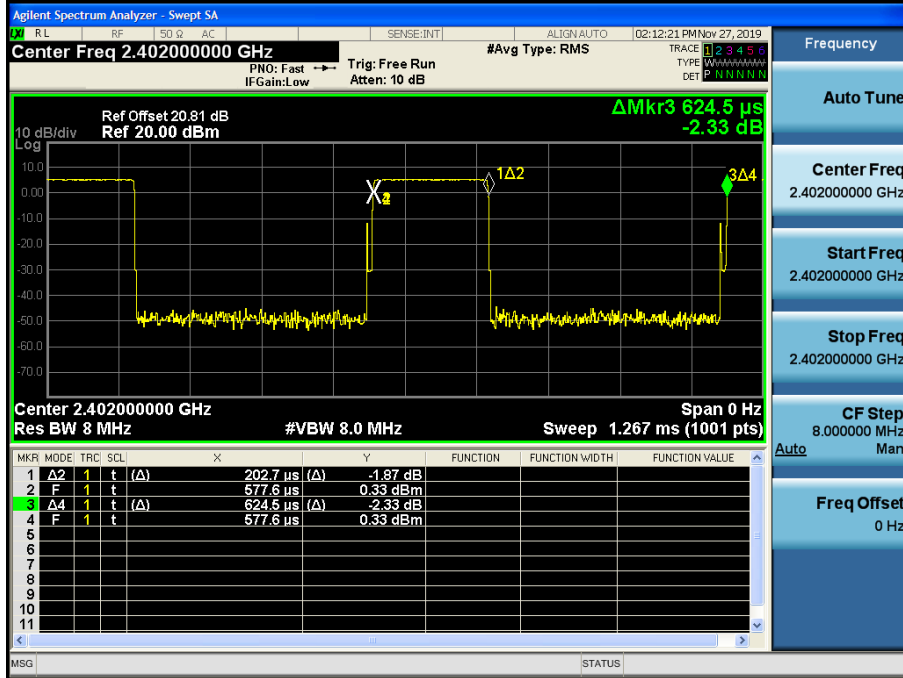 Agilent Spectrum Analyzer - Swept SA
LXI RL RF 50 Ω AC SENSE:INT ALIGN AUTO 02:12:21 PM Nov 27, 2019
Center Freq 2.402000000 GHz
#Avg Type: RMS
TRACE 1 2 3 4 5 6
PNO: Fast
Trig: Free Run
TYPE
IFGain:Low
Atten: 10 dB
DET P N N N N N
Ref Offset 20.81 dB
ΔMkr3 624.5 µs
10 dB/div Ref 20.00 dBm
-2.33 dB
Log
10.0
1Δ2
3Δ4
0.00
-10.0
-20.0
-30.0
-40.0
-50.0
-60.0
-70.0
Center 2.402000000 GHz Span 0 Hz
Res BW 8 MHz #VBW 8.0 MHz Sweep 1.267 ms (1001 pts)
MKR MODE TRC SCL X Y FUNCTION FUNCTION WIDTH FUNCTION VALUE
1 Δ2 1 t (Δ) 202.7 µs (Δ) -1.87 dB
2 F 1 t 577.6 µs 0.33 dBm
3 Δ4 1 t (Δ) 624.5 µs (Δ) -2.33 dB
4 F 1 t 577.6 µs 0.33 dBm
5
6
7
8
9
10
11
MSG STATUS
Frequency
Auto Tune
Center Freq
2.402000000 GHz
Start Freq
2.402000000 GHz
Stop Freq
2.402000000 GHz
CF Step
8.000000 MHz
Auto Man
Freq Offset
0 Hz